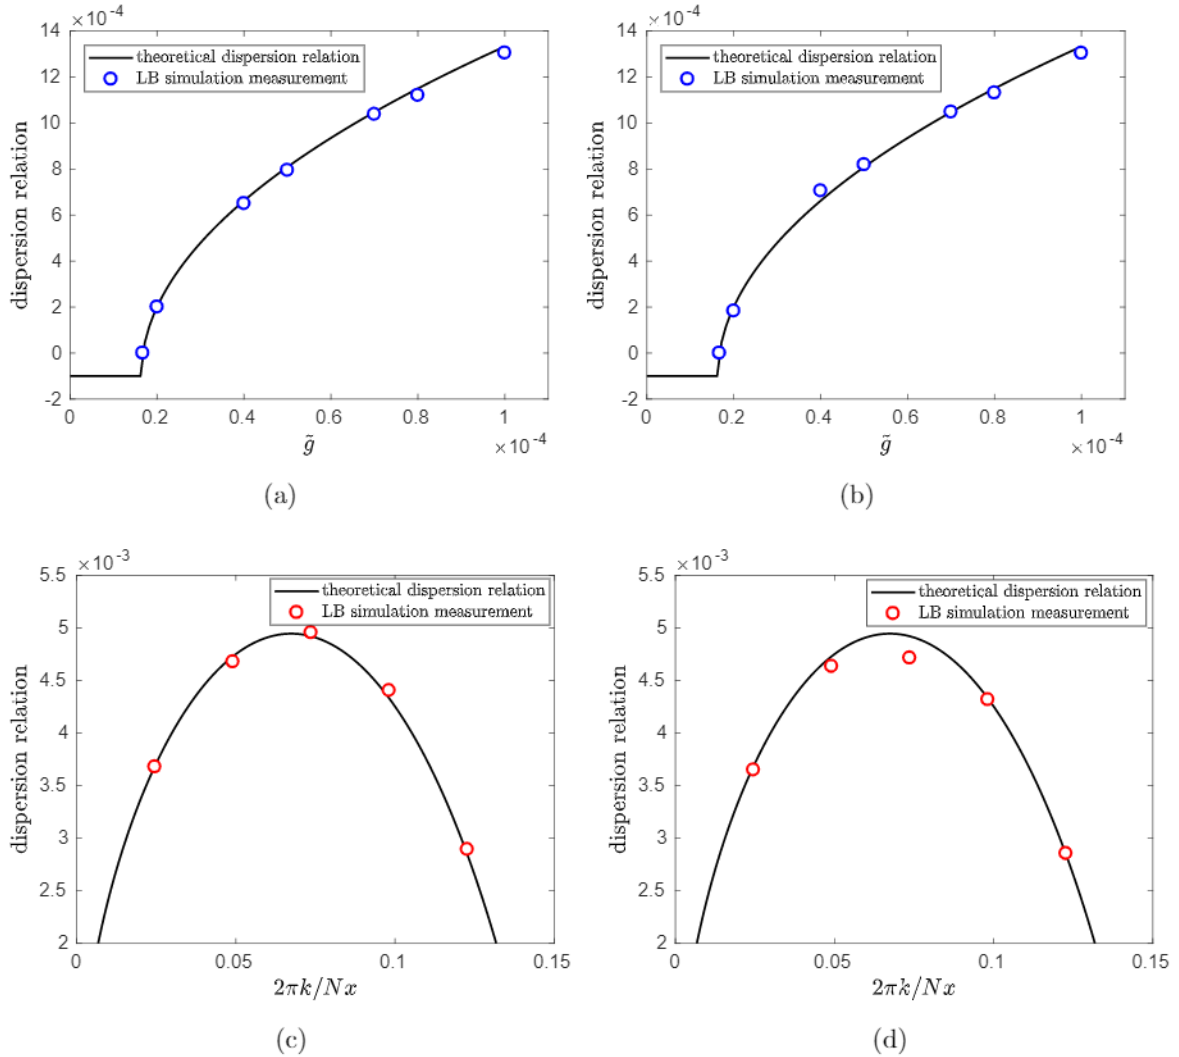 ×10⁻⁴
14
12
10
8
6
4
2
0
-2
dispersion relation
theoretical dispersion relation
LB simulation measurement
0 0.2 0.4 0.6 0.8 1
×10⁻⁴
g̃
(a)
×10⁻⁴
14
12
10
8
6
4
2
0
-2
dispersion relation
theoretical dispersion relation
LB simulation measurement
0 0.2 0.4 0.6 0.8 1
×10⁻⁴
g̃
(b)
×10⁻³
5.5
5
4.5
4
3.5
3
2.5
2
dispersion relation
theoretical dispersion relation
LB simulation measurement
0 0.05 0.1 0.15
2πk/Nx
(c)
×10⁻³
5.5
5
4.5
4
3.5
3
2.5
2
dispersion relation
theoretical dispersion relation
LB simulation measurement
0 0.05 0.1 0.15
2πk/Nx
(d)